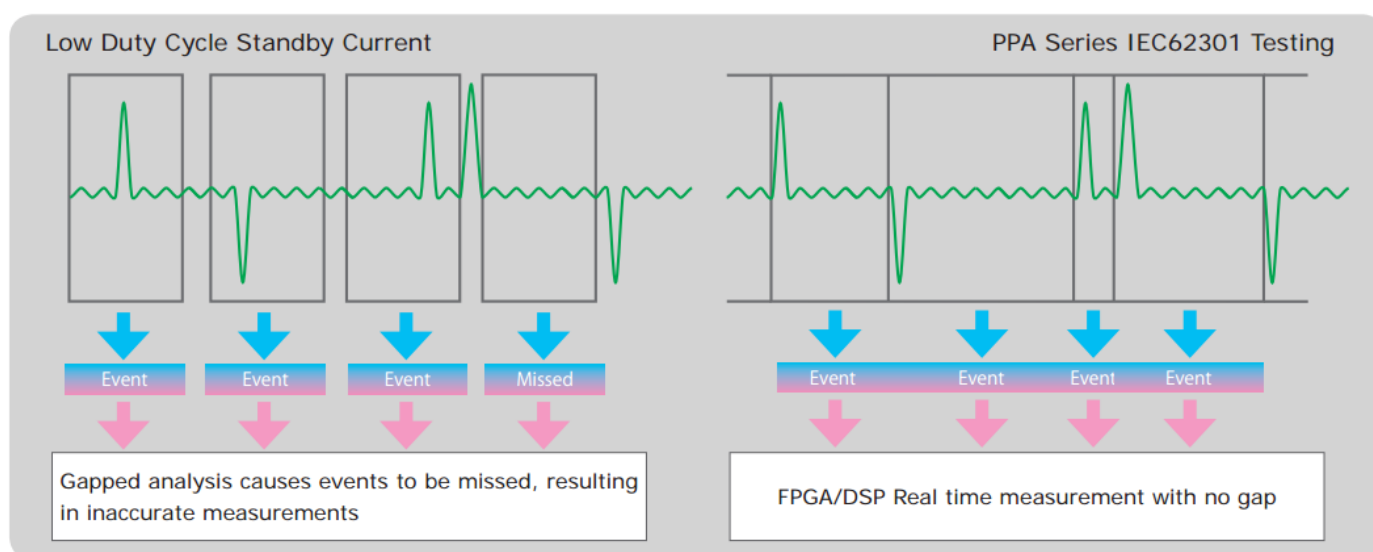 Low Duty Cycle Standby Current
PPA Series IEC62301 Testing
Event
Event
Event
Missed
Event
Event
Event
Event
Gapped analysis causes events to be missed, resulting
in inaccurate measurements
FPGA/DSP Real time measurement with no gap